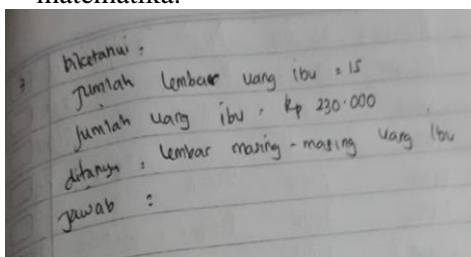 matematika.
Diketahui :
Jumlah lembar uang ibu = 15
Jumlah uang ibu = Rp 230.000
ditanya : lembar masing - masing uang ibu
Jawab :